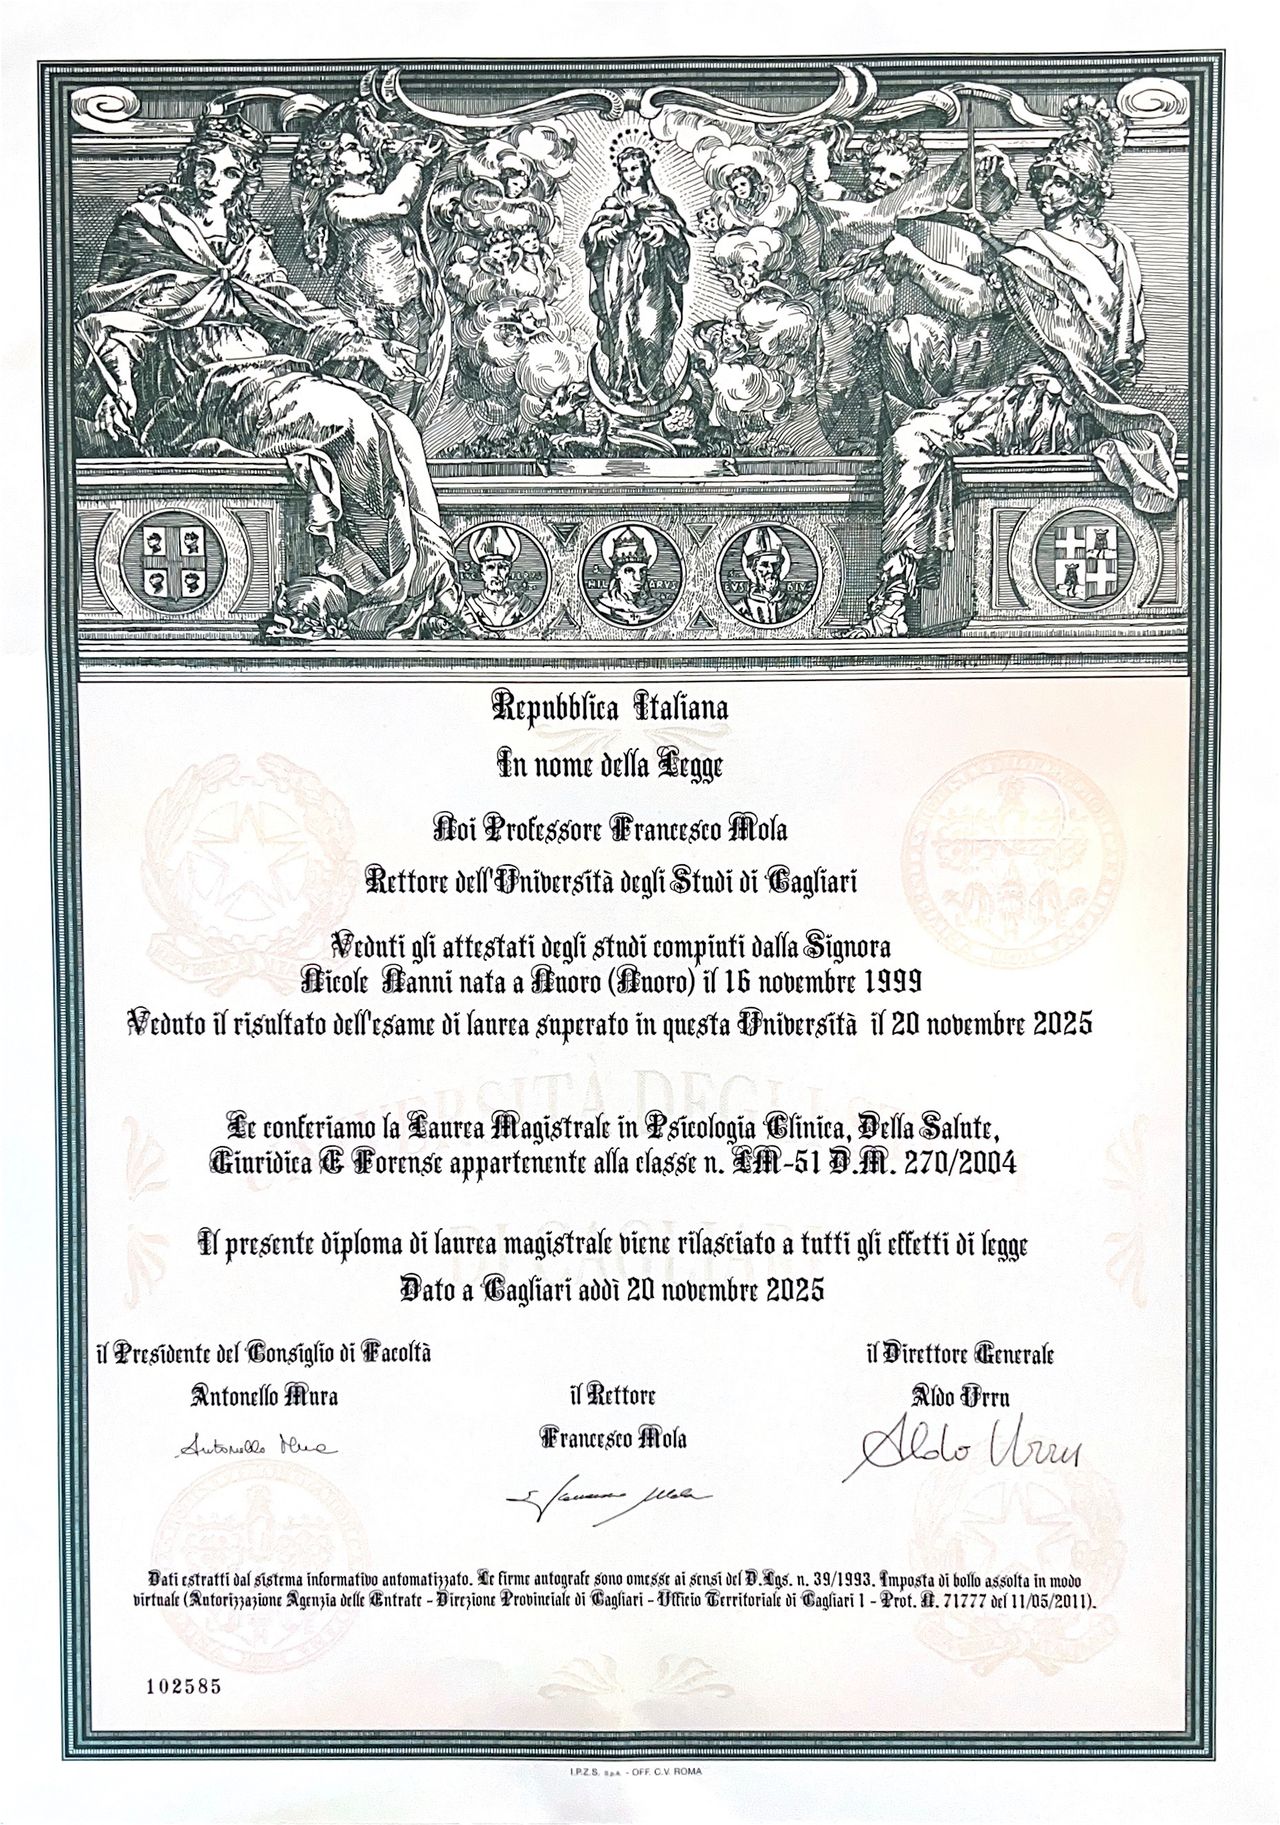 Repubblica Italiana
In nome della Legge
Noi Professore Francesco Mola
Rettore dell'Università degli Studi di Cagliari
Veduti gli attestati degli studi compiuti dalla Signora
Nicole Nanni nata a Nuoro (Nuoro) il 16 novembre 1999
Veduto il risultato dell'esame di laurea superato in questa Università il 20 novembre 2025
Le conferiamo la Laurea Magistrale in Psicologia Clinica, Della Salute,
Giuridica E Forense appartenente alla classe n. LM-51 D.M. 270/2004
Il presente diploma di laurea magistrale viene rilasciato a tutti gli effetti di legge
Dato a Cagliari addì 20 novembre 2025
il Presidente del Consiglio di Facoltà
Antonello Mura
Antonello Mura
il Rettore
Francesco Mola
Francesco Mola
il Direttore Generale
Aldo Urru
Aldo Urru
Dati estratti dal sistema informativo automatizzato. Le firme autografe sono omesse ai sensi del D.Lgs. n. 39/1993. Imposta di bollo assolta in modo
virtuale (Autorizzazione Agenzia delle Entrate - Direzione Provinciale di Cagliari - Ufficio Territoriale di Cagliari 1 - Prot. N. 71777 del 11/05/2011).
102585
I.P.Z.S. S.p.A. - OFF. C.V. ROMA